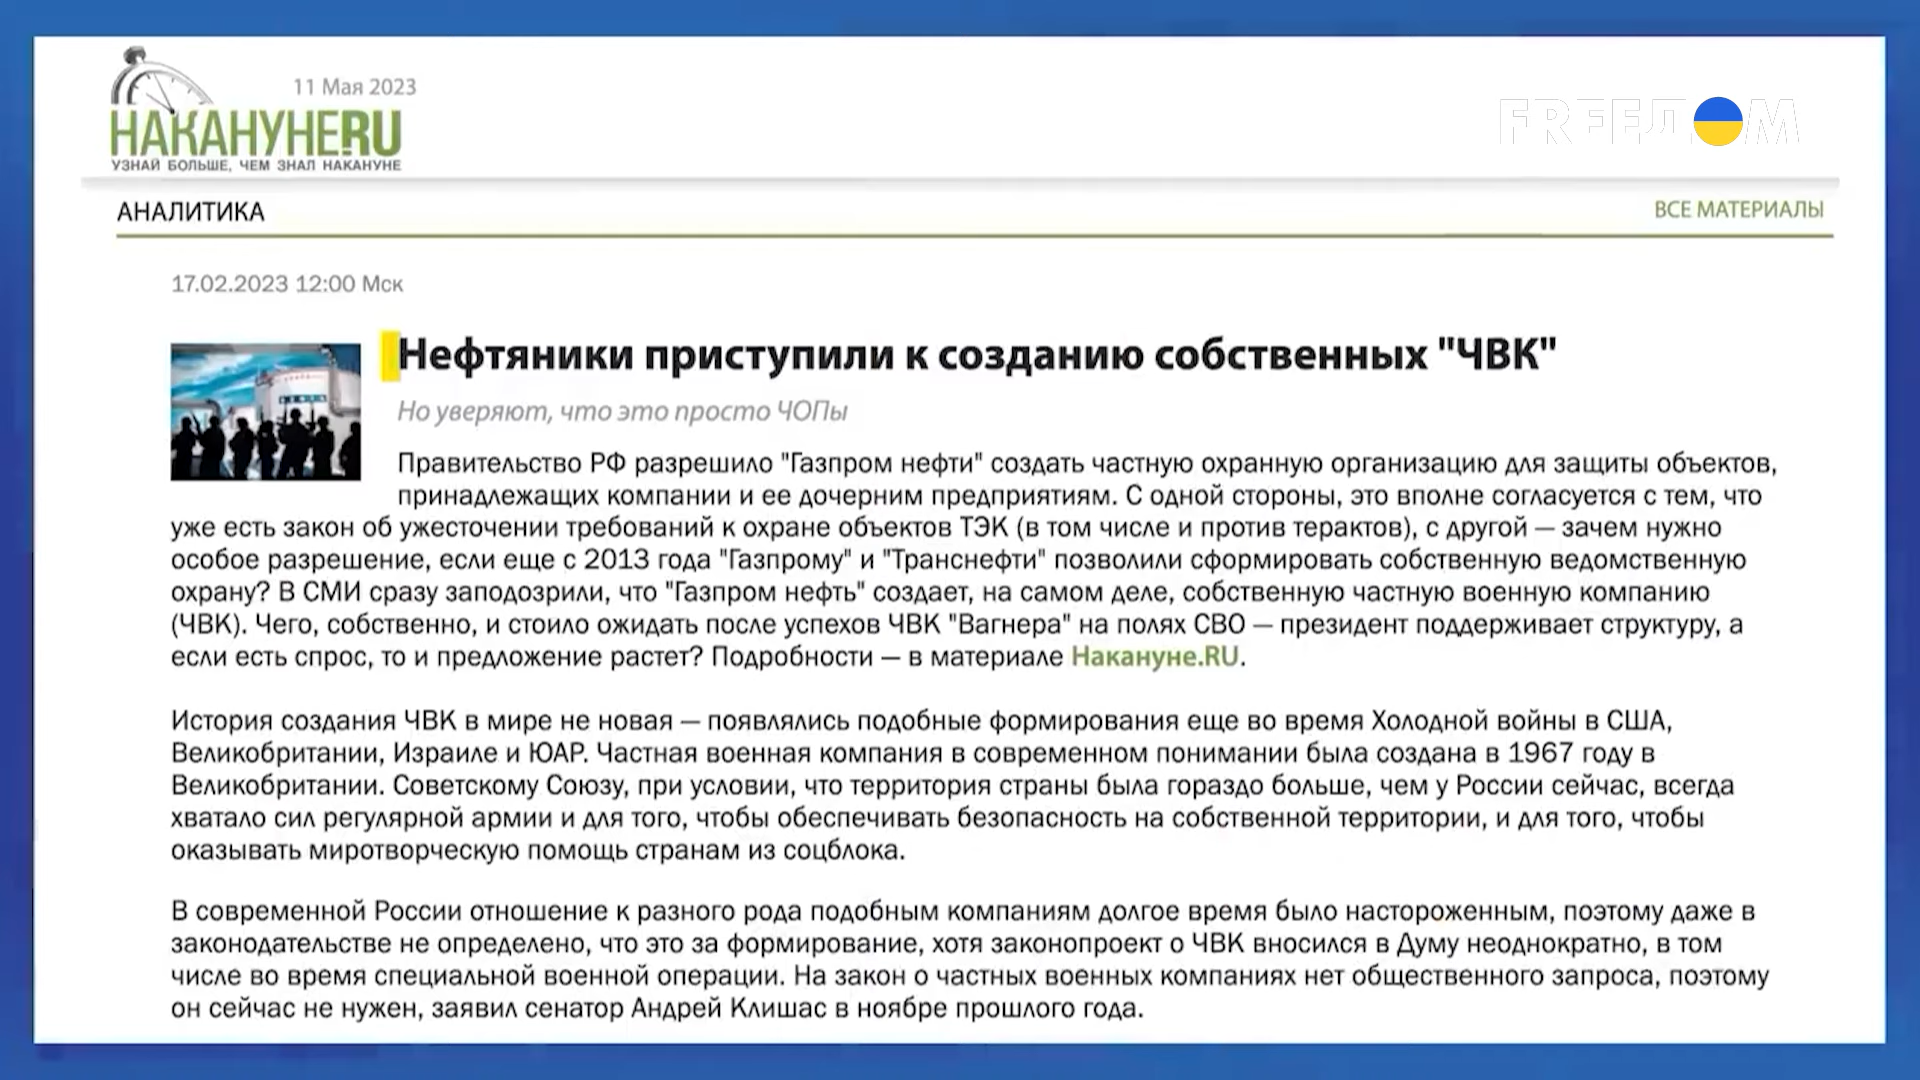 11 Мая 2023
НАКАНУНЕ.RU
УЗНАЙ БОЛЬШЕ, ЧЕМ ЗНАЛ НАКАНУНЕ
FREEДOM
АНАЛИТИКА
ВСЕ МАТЕРИАЛЫ
17.02.2023 12:00 Мск
Нефтяники приступили к созданию собственных "ЧВК"
Но уверяют, что это просто ЧОПы
Правительство РФ разрешило "Газпром нефти" создать частную охранную организацию для защиты объектов,
принадлежащих компании и ее дочерним предприятиям. С одной стороны, это вполне согласуется с тем, что
уже есть закон об ужесточении требований к охране объектов ТЭК (в том числе и против терактов), с другой — зачем нужно
особое разрешение, если еще с 2013 года "Газпрому" и "Транснефти" позволили сформировать собственную ведомственную
охрану? В СМИ сразу заподозрили, что "Газпром нефть" создает, на самом деле, собственную частную военную компанию
(ЧВК). Чего, собственно, и стоило ожидать после успехов ЧВК "Вагнера" на полях СВО — президент поддерживает структуру, а
если есть спрос, то и предложение растет? Подробности — в материале Накануне.RU.
История создания ЧВК в мире не новая — появлялись подобные формирования еще во время Холодной войны в США,
Великобритании, Израиле и ЮАР. Частная военная компания в современном понимании была создана в 1967 году в
Великобритании. Советскому Союзу, при условии, что территория страны была гораздо больше, чем у России сейчас, всегда
хватало сил регулярной армии и для того, чтобы обеспечивать безопасность на собственной территории, и для того, чтобы
оказывать миротворческую помощь странам из соцблока.
В современной России отношение к разного рода подобным компаниям долгое время было настороженным, поэтому даже в
законодательстве не определено, что это за формирование, хотя законопроект о ЧВК вносился в Думу неоднократно, в том
числе во время специальной военной операции. На закон о частных военных компаниях нет общественного запроса, поэтому
он сейчас не нужен, заявил сенатор Андрей Клишас в ноябре прошлого года.